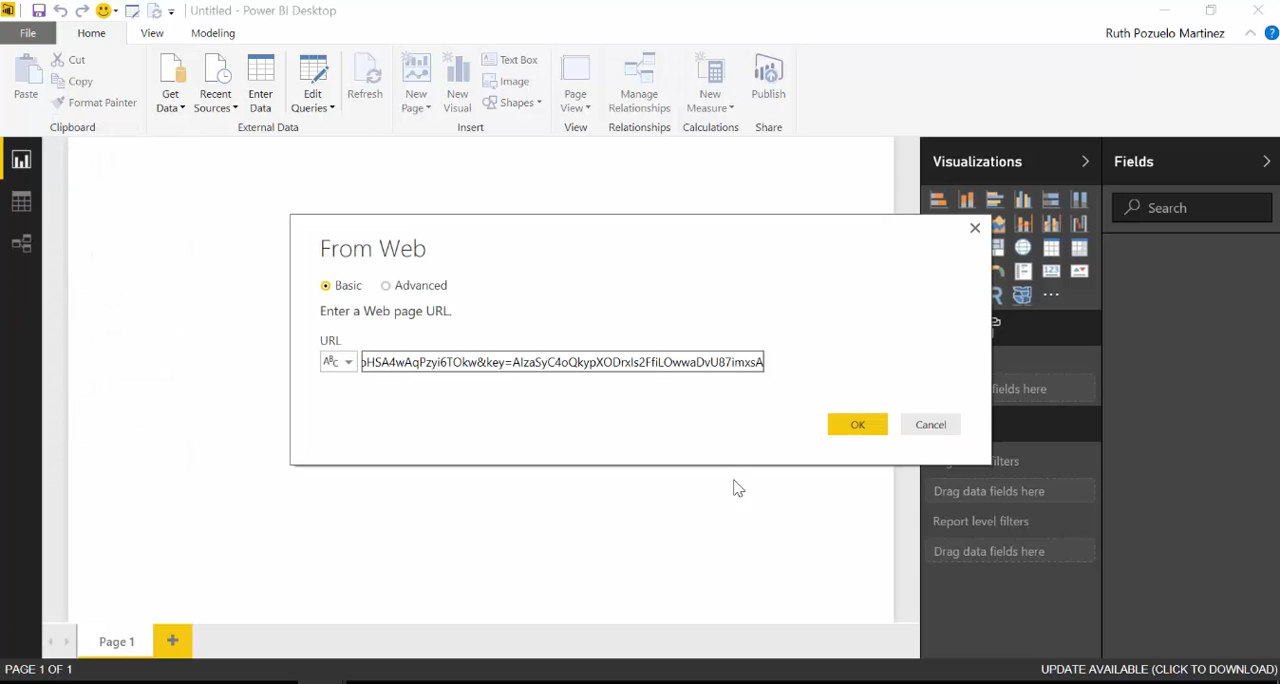 Untitled - Power BI Desktop
File
Home
View
Modeling
Ruth Pozuelo Martinez
?
Paste
Cut
Copy
Format Painter
Clipboard
Get Data
Recent Sources
Enter Data
Edit Queries
Refresh
External Data
New Page
New Visual
Text Box
Image
Shapes
Insert
Page View
View
Manage Relationships
Relationships
New Measure
Calculations
Publish
Share
Visualizations
Fields
Search
123
R
From Web
Basic
Advanced
Enter a Web page URL.
URL
ABC
OK
Cancel
fields here
filters
Drag data fields here
Report level filters
Drag data fields here
Page 1
PAGE 1 OF 1
UPDATE AVAILABLE (CLICK TO DOWNLOAD)